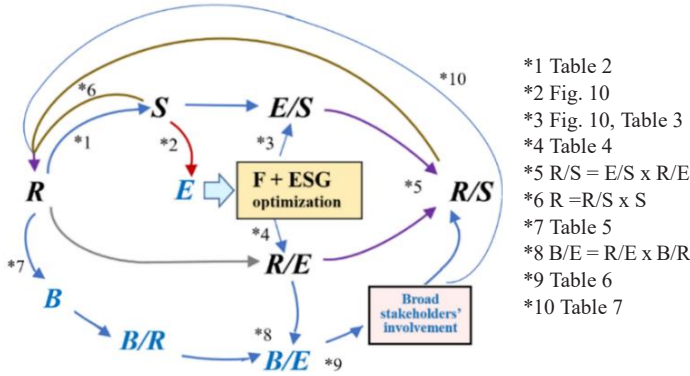 *10
*6
S
E/S
*1
*2
*3
R
E
F + ESG
optimization
*5
R/S
*4
R/E
*7
B
Broad
stakeholders'
involvement
B/R
*8
B/E
*9
*1 Table 2
*2 Fig. 10
*3 Fig. 10, Table 3
*4 Table 4
*5 R/S = E/S x R/E
*6 R =R/S x S
*7 Table 5
*8 B/E = R/E x B/R
*9 Table 6
*10 Table 7